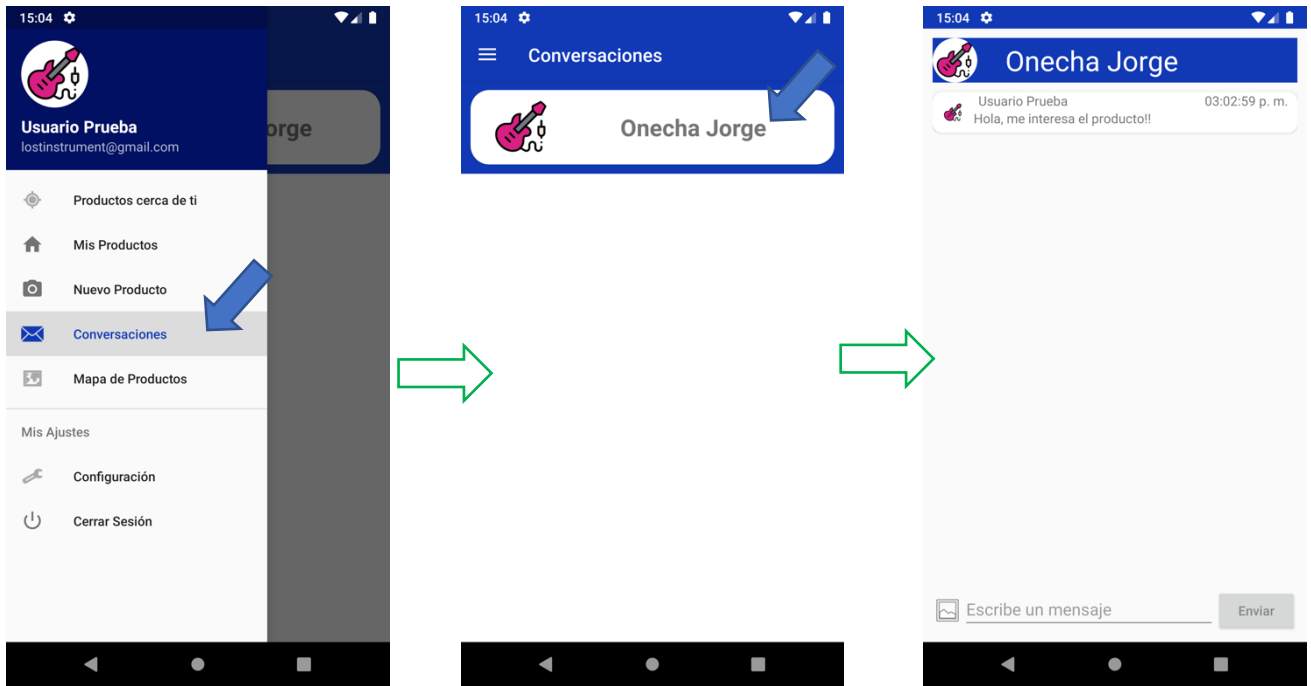 15:04
Usuario Prueba
lostinstrument@gmail.com
orge
Productos cerca de ti
Mis Productos
Nuevo Producto
Conversaciones
Mapa de Productos
Mis Ajustes
Configuración
Cerrar Sesión
15:04
Conversaciones
Onecha Jorge
15:04
Onecha Jorge
Usuario Prueba 03:02:59 p. m.
Hola, me interesa el producto!!
Escribe un mensaje Enviar